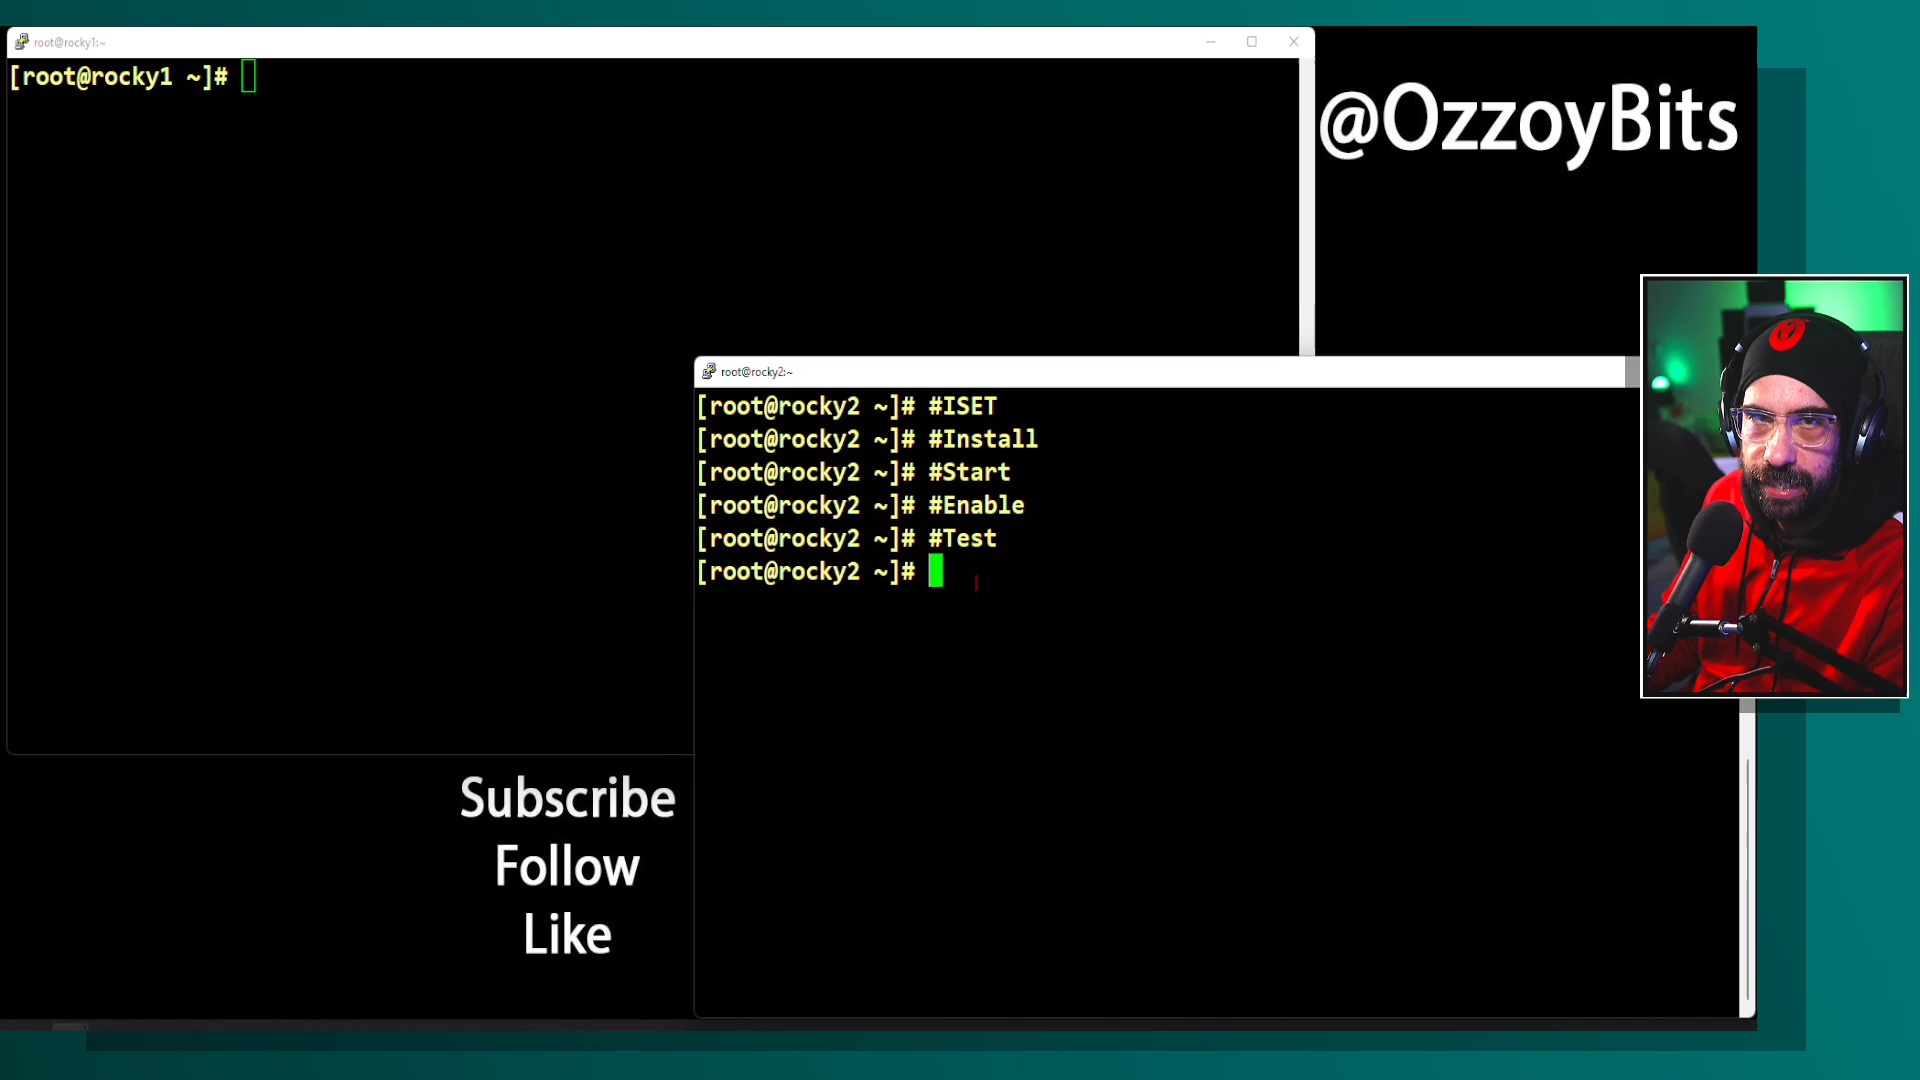 root@rocky1:~
[root@rocky1 ~]#
@OzzoyBits
root@rocky2:~
[root@rocky2 ~]# #ISET
[root@rocky2 ~]# #Install
[root@rocky2 ~]# #Start
[root@rocky2 ~]# #Enable
[root@rocky2 ~]# #Test
[root@rocky2 ~]#
Subscribe
Follow
Like